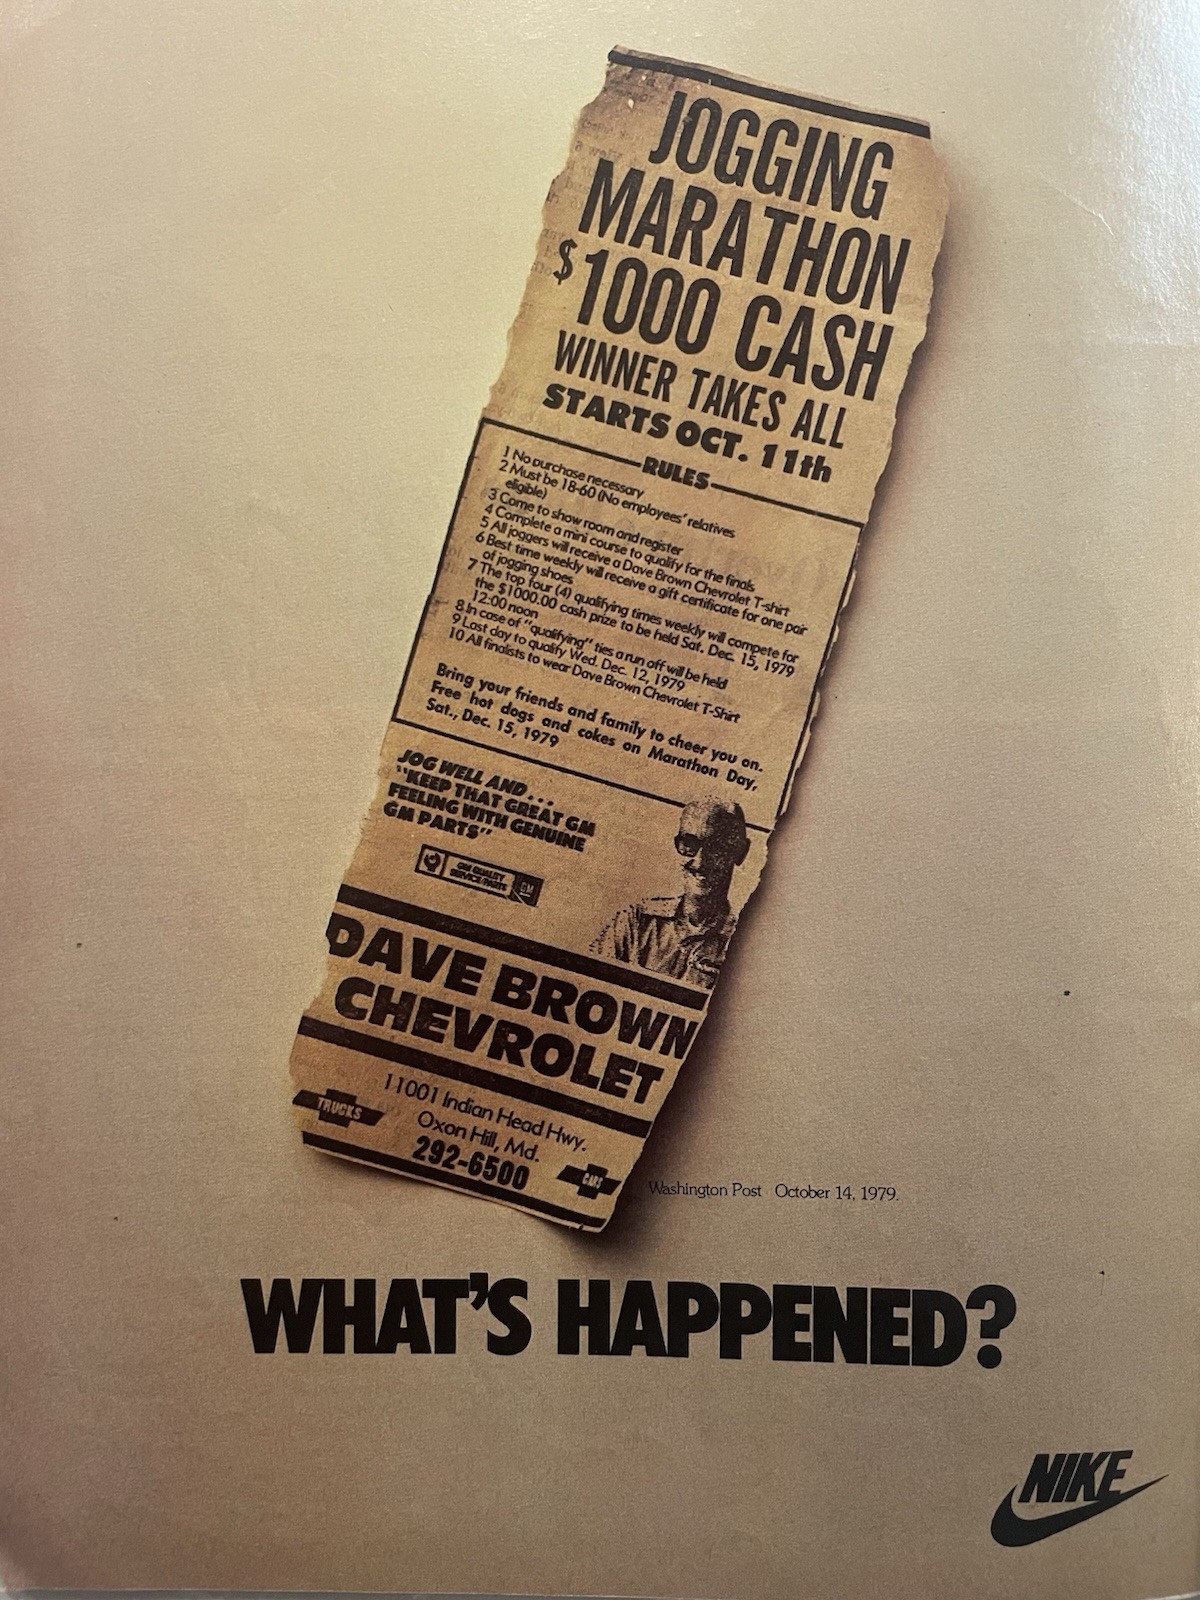 JOGGING
MARATHON
$1000 CASH
WINNER TAKES ALL
STARTS OCT. 11th
RULES
1 No purchase necessary
2 Must be 18-60 (No employees' relatives
eligible)
3 Come to show room and register
4 Complete a mini course to qualify for the finals
5 All joggers will receive a Dave Brown Chevrolet T-shirt
6 Best time weekly will receive a gift certificate for one pair
of jogging shoes
7 The top four (4) qualifying times weekly will compete for
the $1000.00 cash prize to be held Sat. Dec. 15, 1979
12:00 noon
8 In case of "qualifying" ties a run off will be held
9 Last day to qualify Wed. Dec. 12, 1979
10 All finalists to wear Dave Brown Chevrolet T-Shirt
Bring your friends and family to cheer you on.
Free hot dogs and cokes on Marathon Day,
Sat., Dec. 15, 1979
JOG WELL AND...
"KEEP THAT GREAT GM
FEELING WITH GENUINE
GM PARTS"
GM QUALITY
SERVICE/PARTS
GM
DAVE BROWN
CHEVROLET
TRUCKS
11001 Indian Head Hwy.
Oxon Hill, Md.
292-6500
CARS
Washington Post October 14, 1979.
WHAT'S HAPPENED?
NIKE